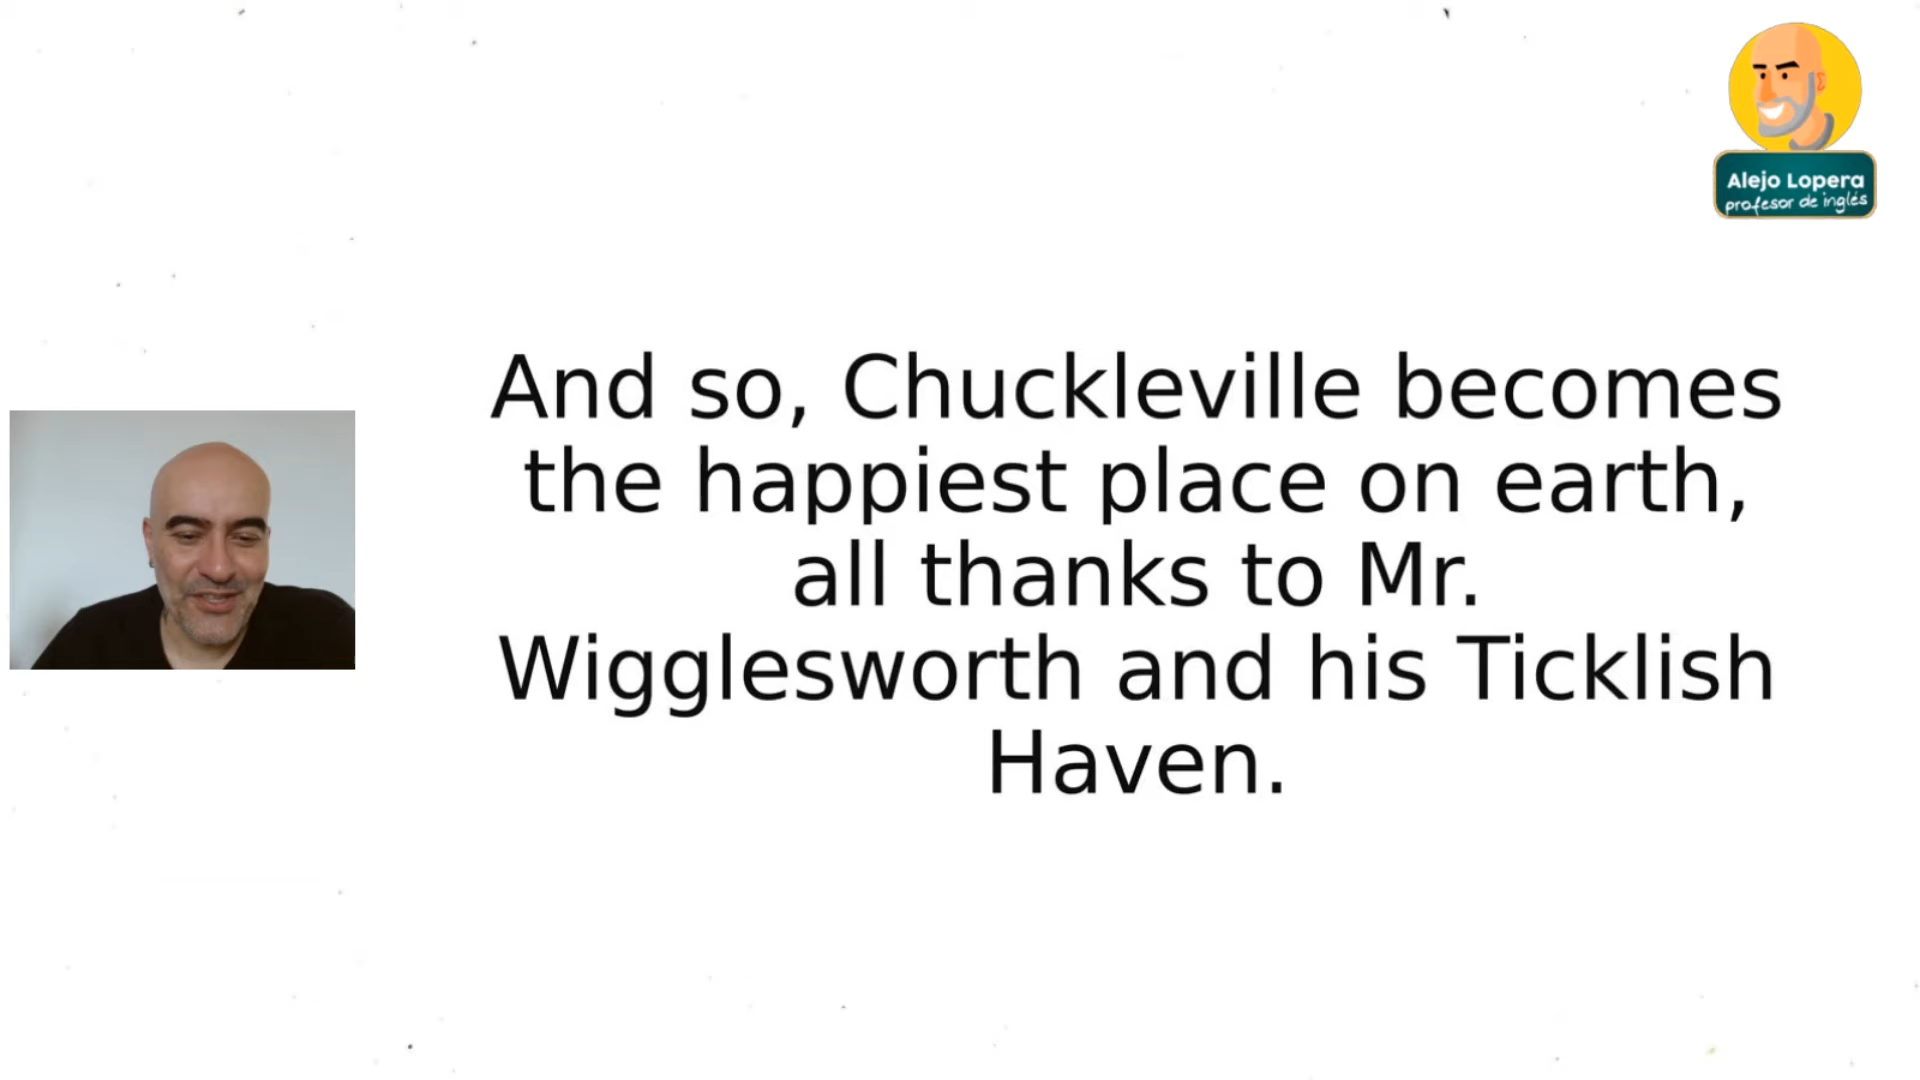 Alejo Lopera
profesor de inglés
And so, Chuckleville becomes
the happiest place on earth,
all thanks to Mr.
Wigglesworth and his Ticklish
Haven.